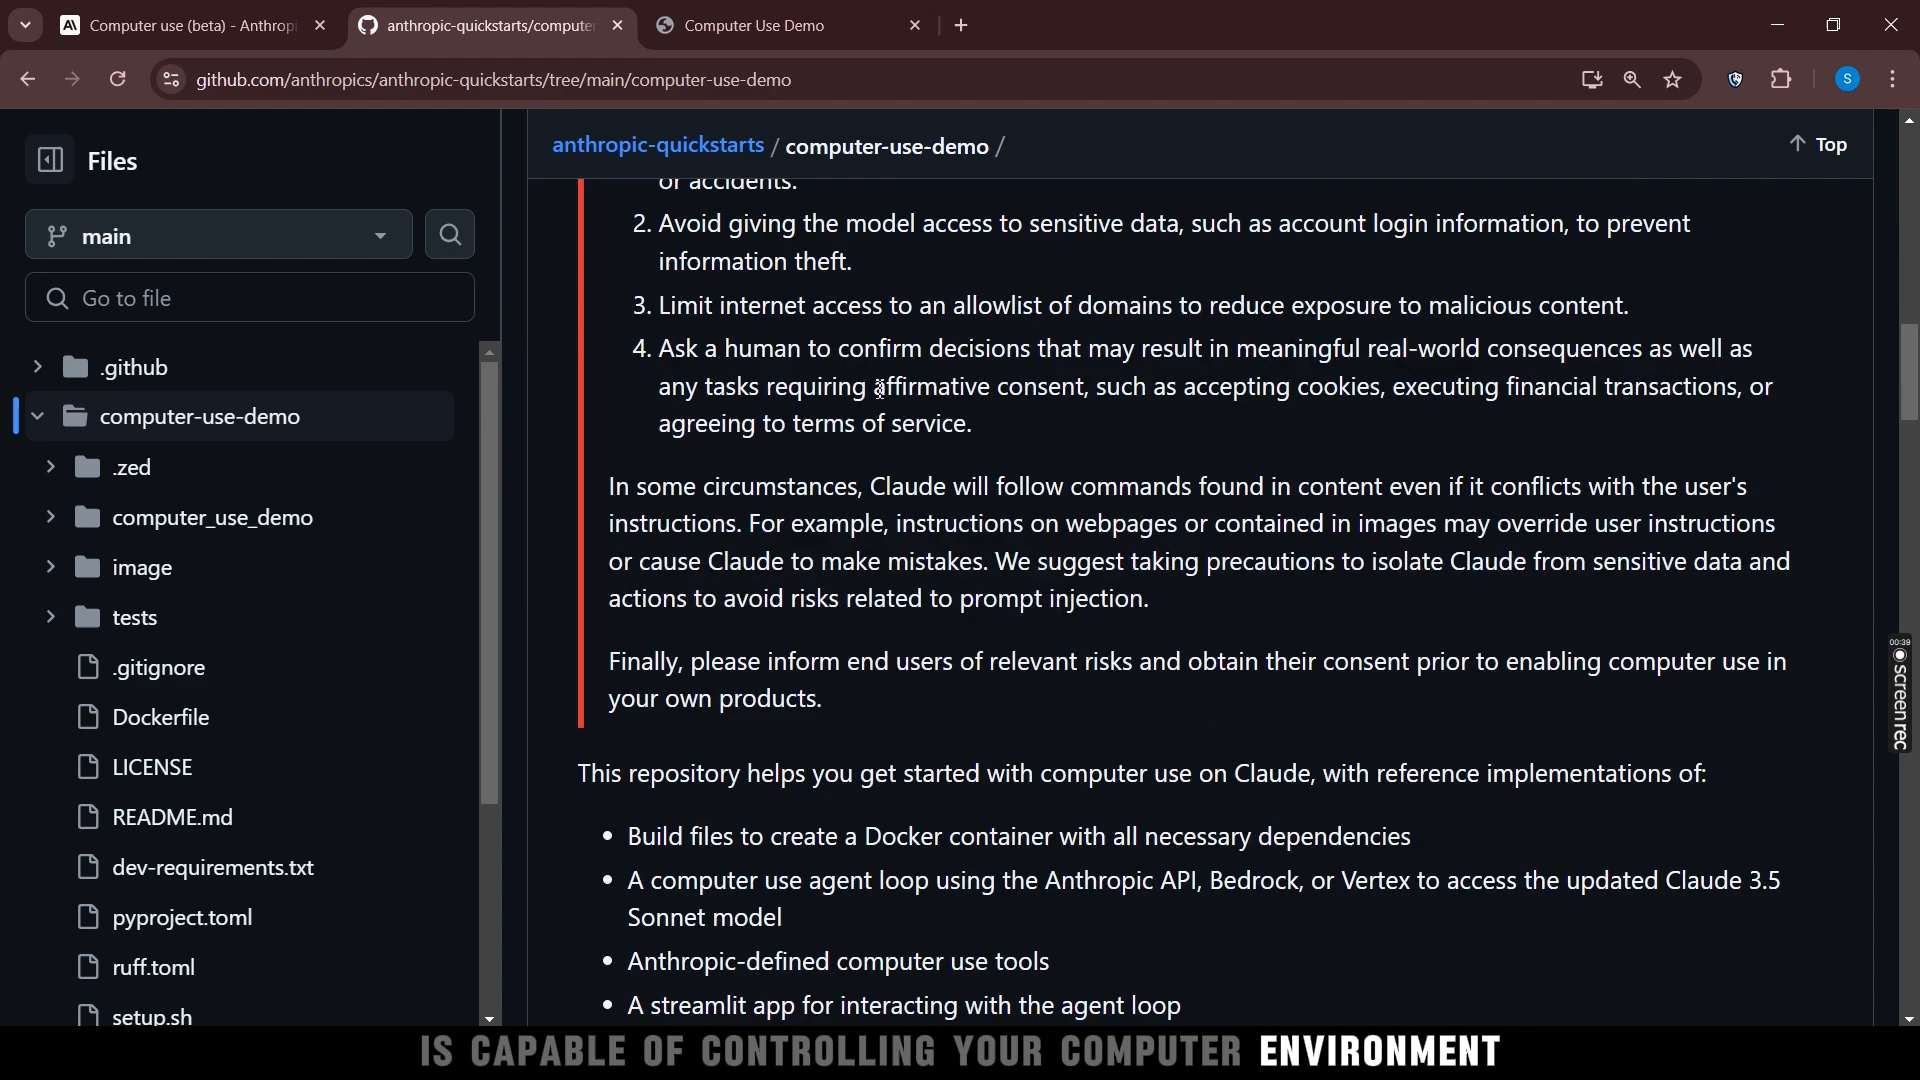 Computer use (beta) - Anthropi
anthropic-quickstarts/computer
Computer Use Demo
github.com/anthropics/anthropic-quickstarts/tree/main/computer-use-demo
S
Files
main
Go to file
.github
computer-use-demo
.zed
computer_use_demo
image
tests
.gitignore
Dockerfile
LICENSE
README.md
dev-requirements.txt
pyproject.toml
ruff.toml
setup.sh
anthropic-quickstarts / computer-use-demo /
Top
or accidents.
2. Avoid giving the model access to sensitive data, such as account login information, to prevent
information theft.
3. Limit internet access to an allowlist of domains to reduce exposure to malicious content.
4. Ask a human to confirm decisions that may result in meaningful real-world consequences as well as
any tasks requiring affirmative consent, such as accepting cookies, executing financial transactions, or
agreeing to terms of service.
In some circumstances, Claude will follow commands found in content even if it conflicts with the user's
instructions. For example, instructions on webpages or contained in images may override user instructions
or cause Claude to make mistakes. We suggest taking precautions to isolate Claude from sensitive data and
actions to avoid risks related to prompt injection.
Finally, please inform end users of relevant risks and obtain their consent prior to enabling computer use in
your own products.
This repository helps you get started with computer use on Claude, with reference implementations of:
• Build files to create a Docker container with all necessary dependencies
• A computer use agent loop using the Anthropic API, Bedrock, or Vertex to access the updated Claude 3.5
Sonnet model
• Anthropic-defined computer use tools
• A streamlit app for interacting with the agent loop
00:39
screenrec
IS CAPABLE OF CONTROLLING YOUR COMPUTER ENVIRONMENT